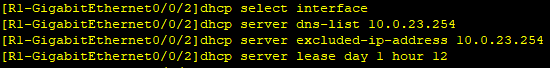 [R1-GigabitEthernet0/0/2]dhcp select interface
[R1-GigabitEthernet0/0/2]dhcp server dns-list 10.0.23.254
[R1-GigabitEthernet0/0/2]dhcp server excluded-ip-address 10.0.23.254
[R1-GigabitEthernet0/0/2]dhcp server lease day 1 hour 12